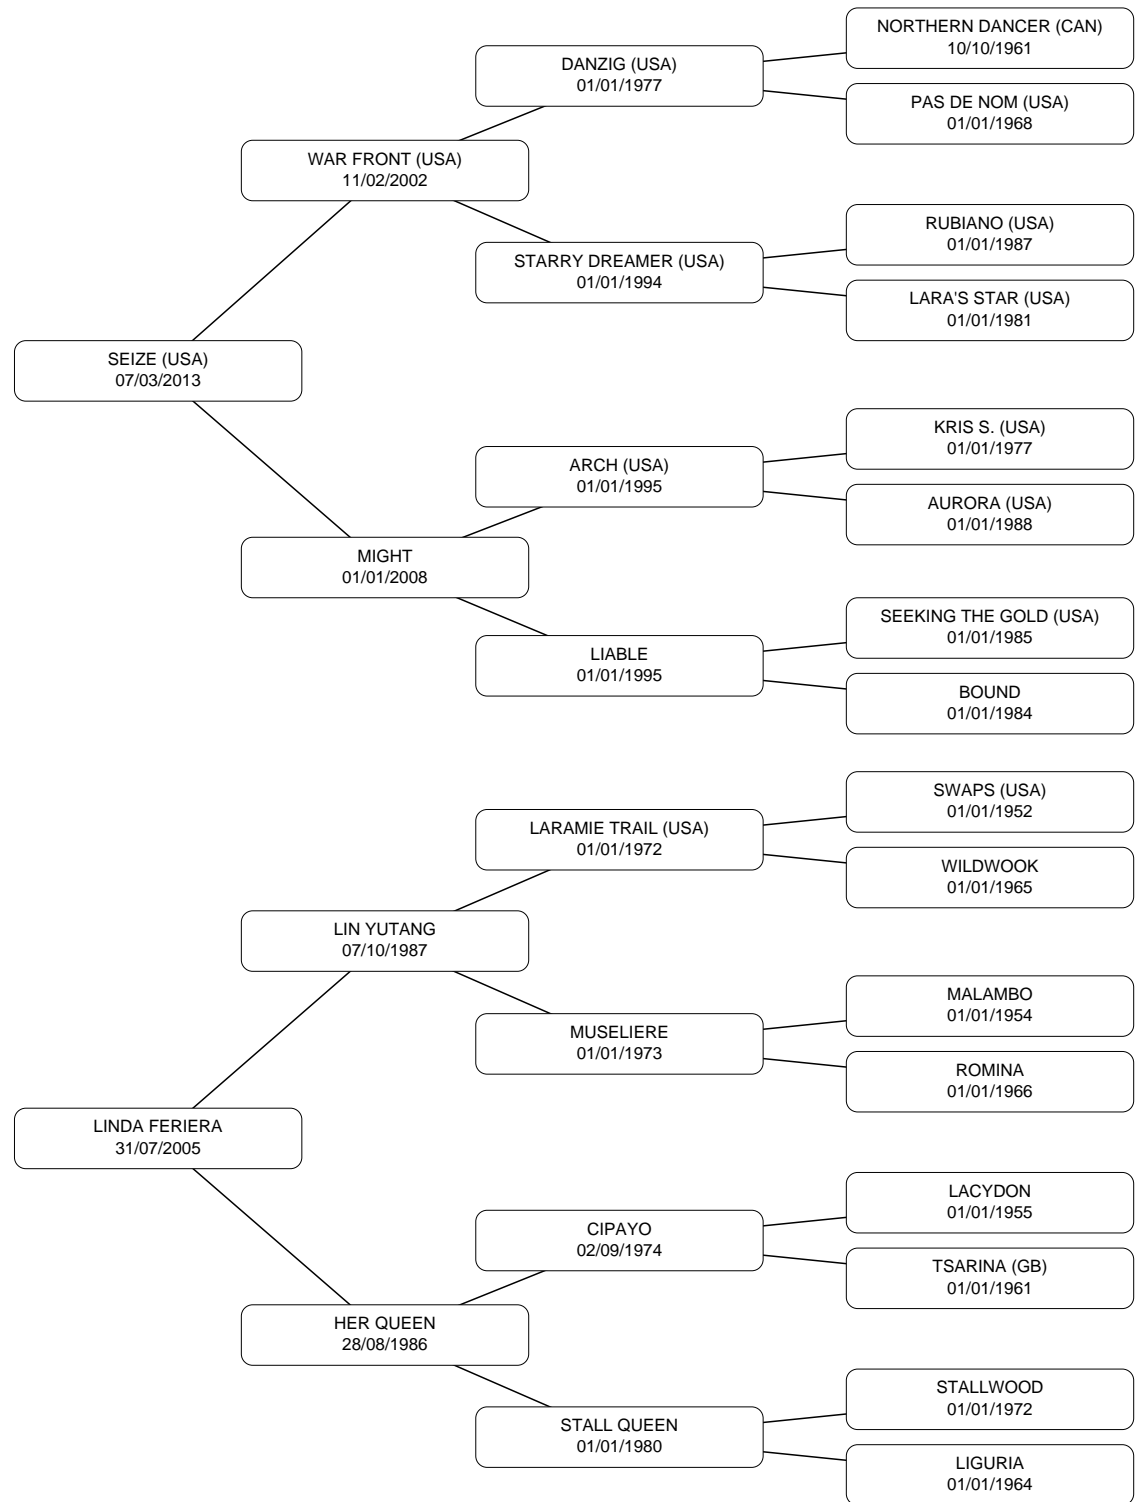 NORTHERN DANCER (CAN)
10/10/1961
DANZIG (USA)
01/01/1977
PAS DE NOM (USA)
01/01/1968
WAR FRONT (USA)
11/02/2002
RUBIANO (USA)
01/01/1987
STARRY DREAMER (USA)
01/01/1994
LARA'S STAR (USA)
01/01/1981
SEIZE (USA)
07/03/2013
KRIS S. (USA)
01/01/1977
ARCH (USA)
01/01/1995
AURORA (USA)
01/01/1988
MIGHT
01/01/2008
SEEKING THE GOLD (USA)
01/01/1985
LIABLE
01/01/1995
BOUND
01/01/1984
SWAPS (USA)
01/01/1952
LARAMIE TRAIL (USA)
01/01/1972
WILDWOOK
01/01/1965
LIN YUTANG
07/10/1987
MALAMBO
01/01/1954
MUSELIERE
01/01/1973
ROMINA
01/01/1966
LINDA FERIERA
31/07/2005
LACYDON
01/01/1955
CIPAYO
02/09/1974
TSARINA (GB)
01/01/1961
HER QUEEN
28/08/1986
STALLWOOD
01/01/1972
STALL QUEEN
01/01/1980
LIGURIA
01/01/1964